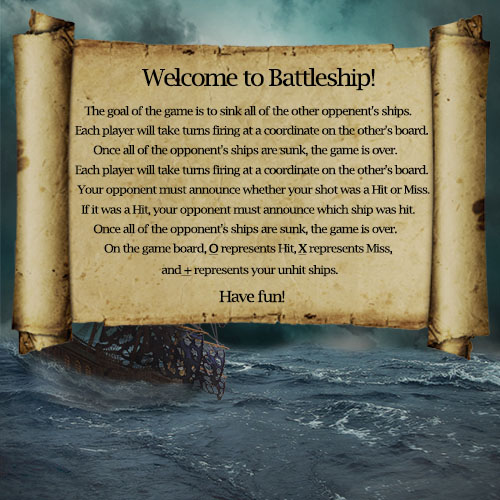 Welcome to Battleship!
The goal of the game is to sink all of the other oppenent's ships.
Each player will take turns firing at a coordinate on the other's board.
Once all of the opponent's ships are sunk, the game is over.
Each player will take turns firing at a coordinate on the other's board.
Your opponent must announce whether your shot was a Hit or Miss.
If it was a Hit, your opponent must announce which ship was hit.
Once all of the opponent's ships are sunk, the game is over.
On the game board, O represents Hit, X represents Miss,
and + represents your unhit ships.
Have fun!